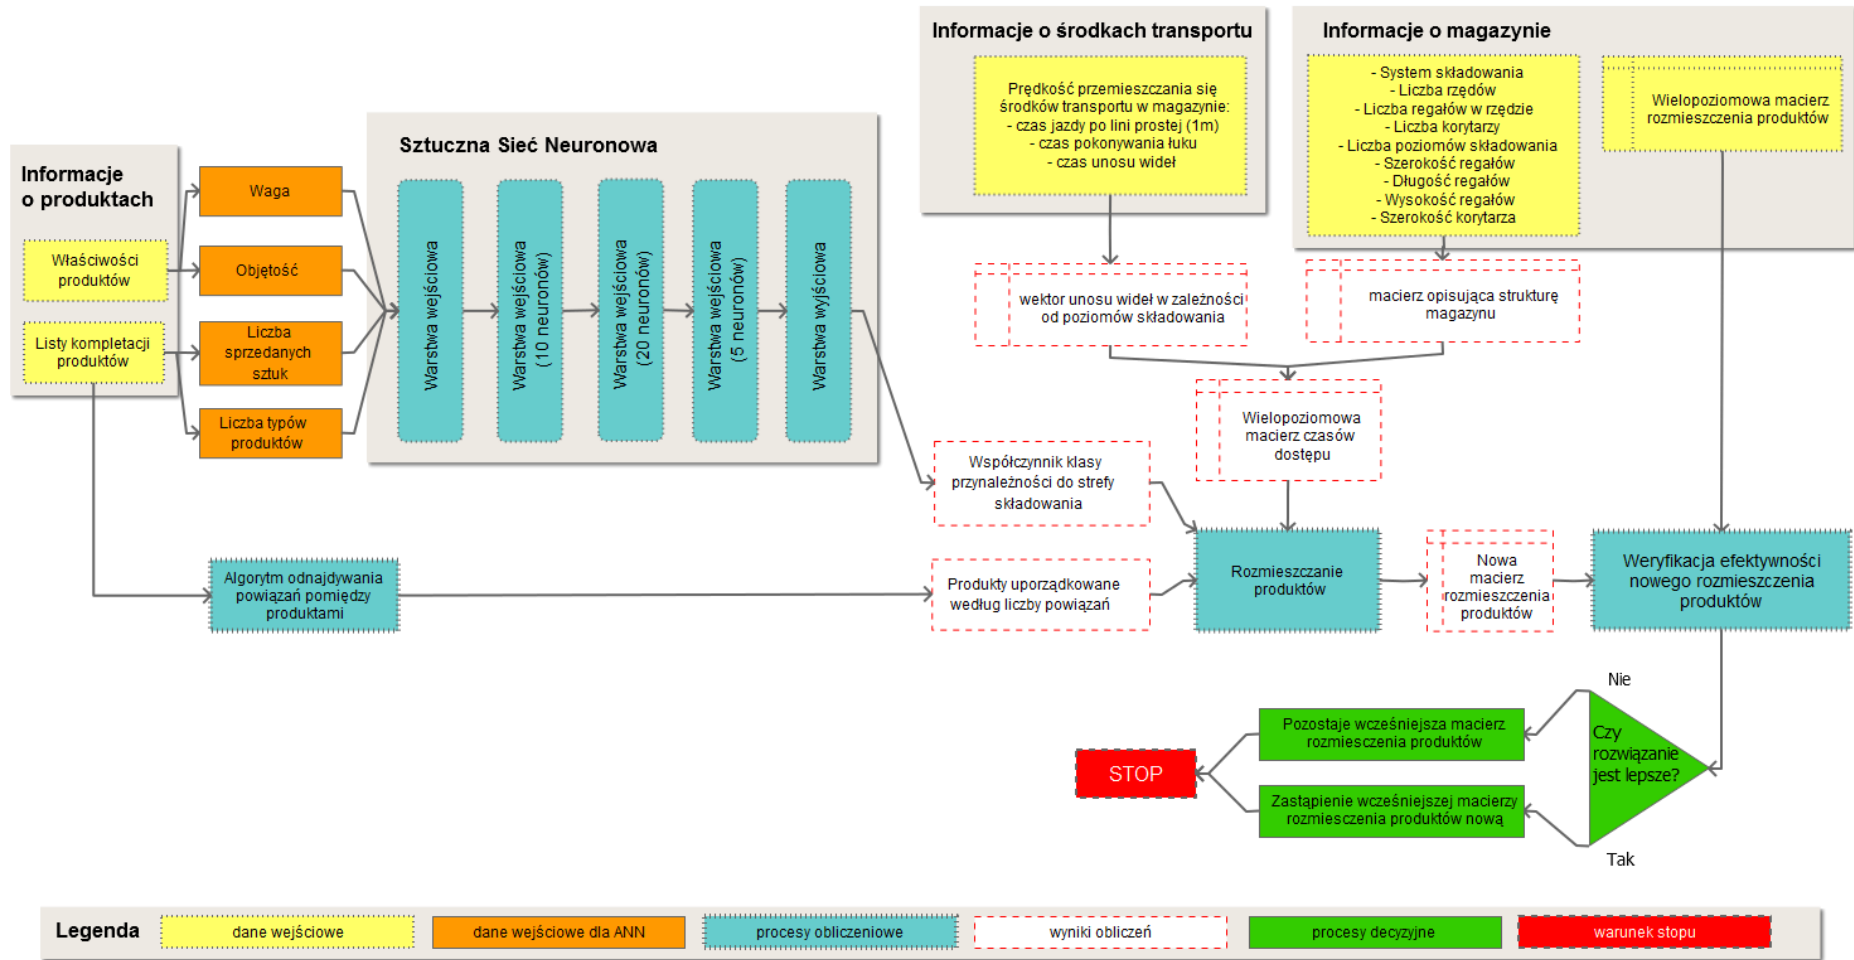 Informacje o środkach transportu
Prędkość przemieszczania się
środków transportu w magazynie:
- czas jazdy po lini prostej (1m)
- czas pokonywania łuku
- czas unosu wideł
Informacje o magazynie
- System składowania
- Liczba rzędów
- Liczba regałów w rzędzie
- Liczba korytarzy
- Liczba poziomów składowania
- Szerokość regałów
- Długość regałów
- Wysokość regałów
- Szerokość korytarza
Wielopoziomowa macierz
rozmieszczenia produktów
Informacje
o produktach
Właściwości
produktów
Listy kompletacji
produktów
Waga
Objętość
Liczba
sprzedanych
sztuk
Liczba typów
produktów
Sztuczna Sieć Neuronowa
Warstwa wejściowa
Warstwa wejściowa
(10 neuronów)
Warstwa wejściowa
(20 neuronów)
Warstwa wejściowa
(5 neuronów)
Warstwa wyjściowa
wektor unosu wideł w zależności
od poziomów składowania
macierz opisująca strukturę
magazynu
Wielopoziomowa
macierz czasów
dostępu
Współczynnik klasy
przynależności do strefy
składowania
Algorytm odnajdywania
powiązań pomiędzy
produktami
Produkty uporządkowane
według liczby powiązań
Rozmieszczanie
produktów
Nowa
macierz
rozmieszczenia
produktów
Weryfikacja efektywności
nowego rozmieszczenia
produktów
Nie
Czy
rozwiązanie
jest lepsze?
Tak
Pozostaje wcześniejsza macierz
rozmiesczenia produktów
Zastąpienie wcześniejszej macierzy
rozmiesczenia produktów nową
STOP
Legenda
dane wejściowe
dane wejściowe dla ANN
procesy obliczeniowe
wyniki obliczeń
procesy decyzyjne
warunek stopu